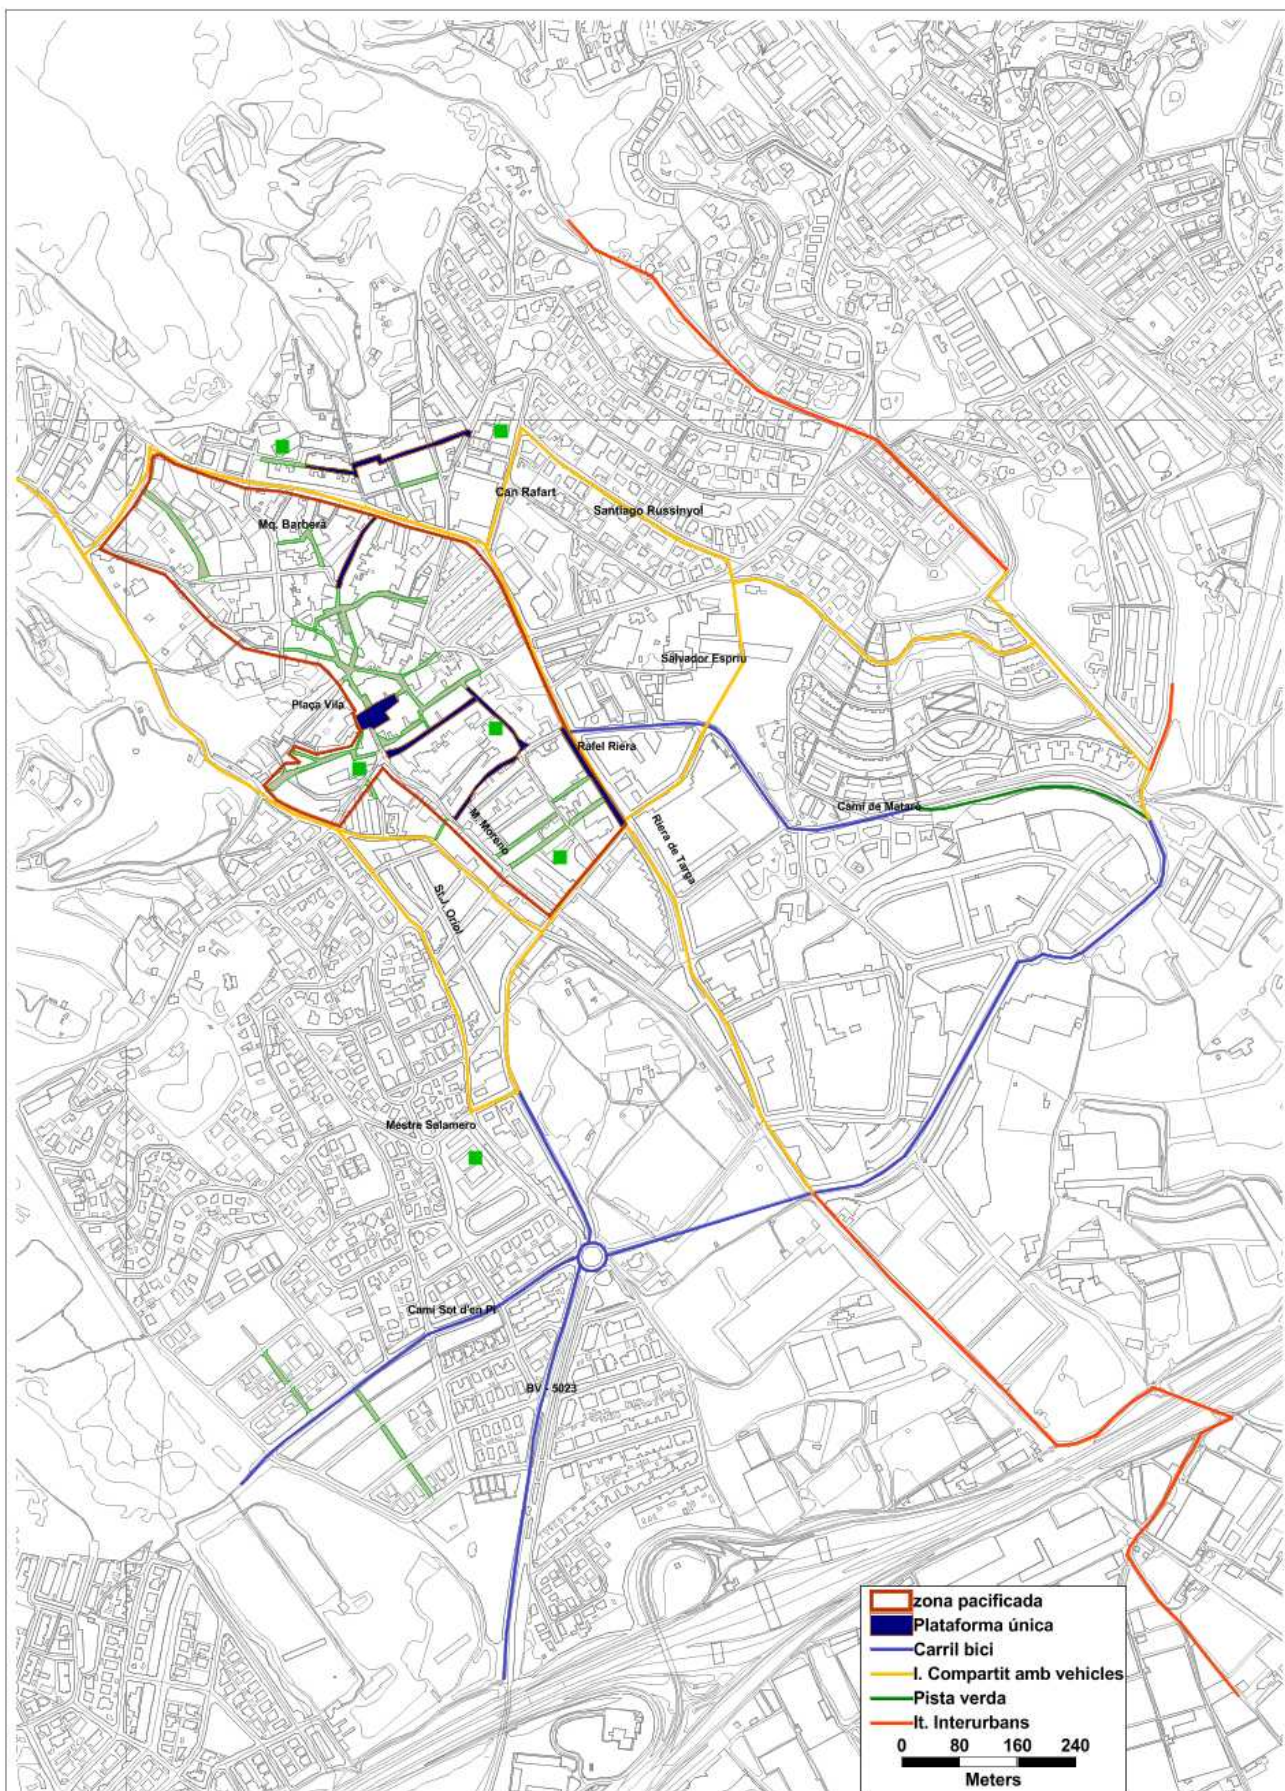 Can Rafart
Santiago Russinyol
Mq. Barberà
Salvador Espriu
Plaça Vila
Rafel Riera
Camí de Mataró
Riera de Targa
M. Moreno
St.J. Oriol
Mestre Salamero
Camí Sot d'en Pi
BV - 5023
zona pacificada
Plataforma única
Carril bici
I. Compartit amb vehicles
Pista verda
It. Interurbans
0 80 160 240
Meters